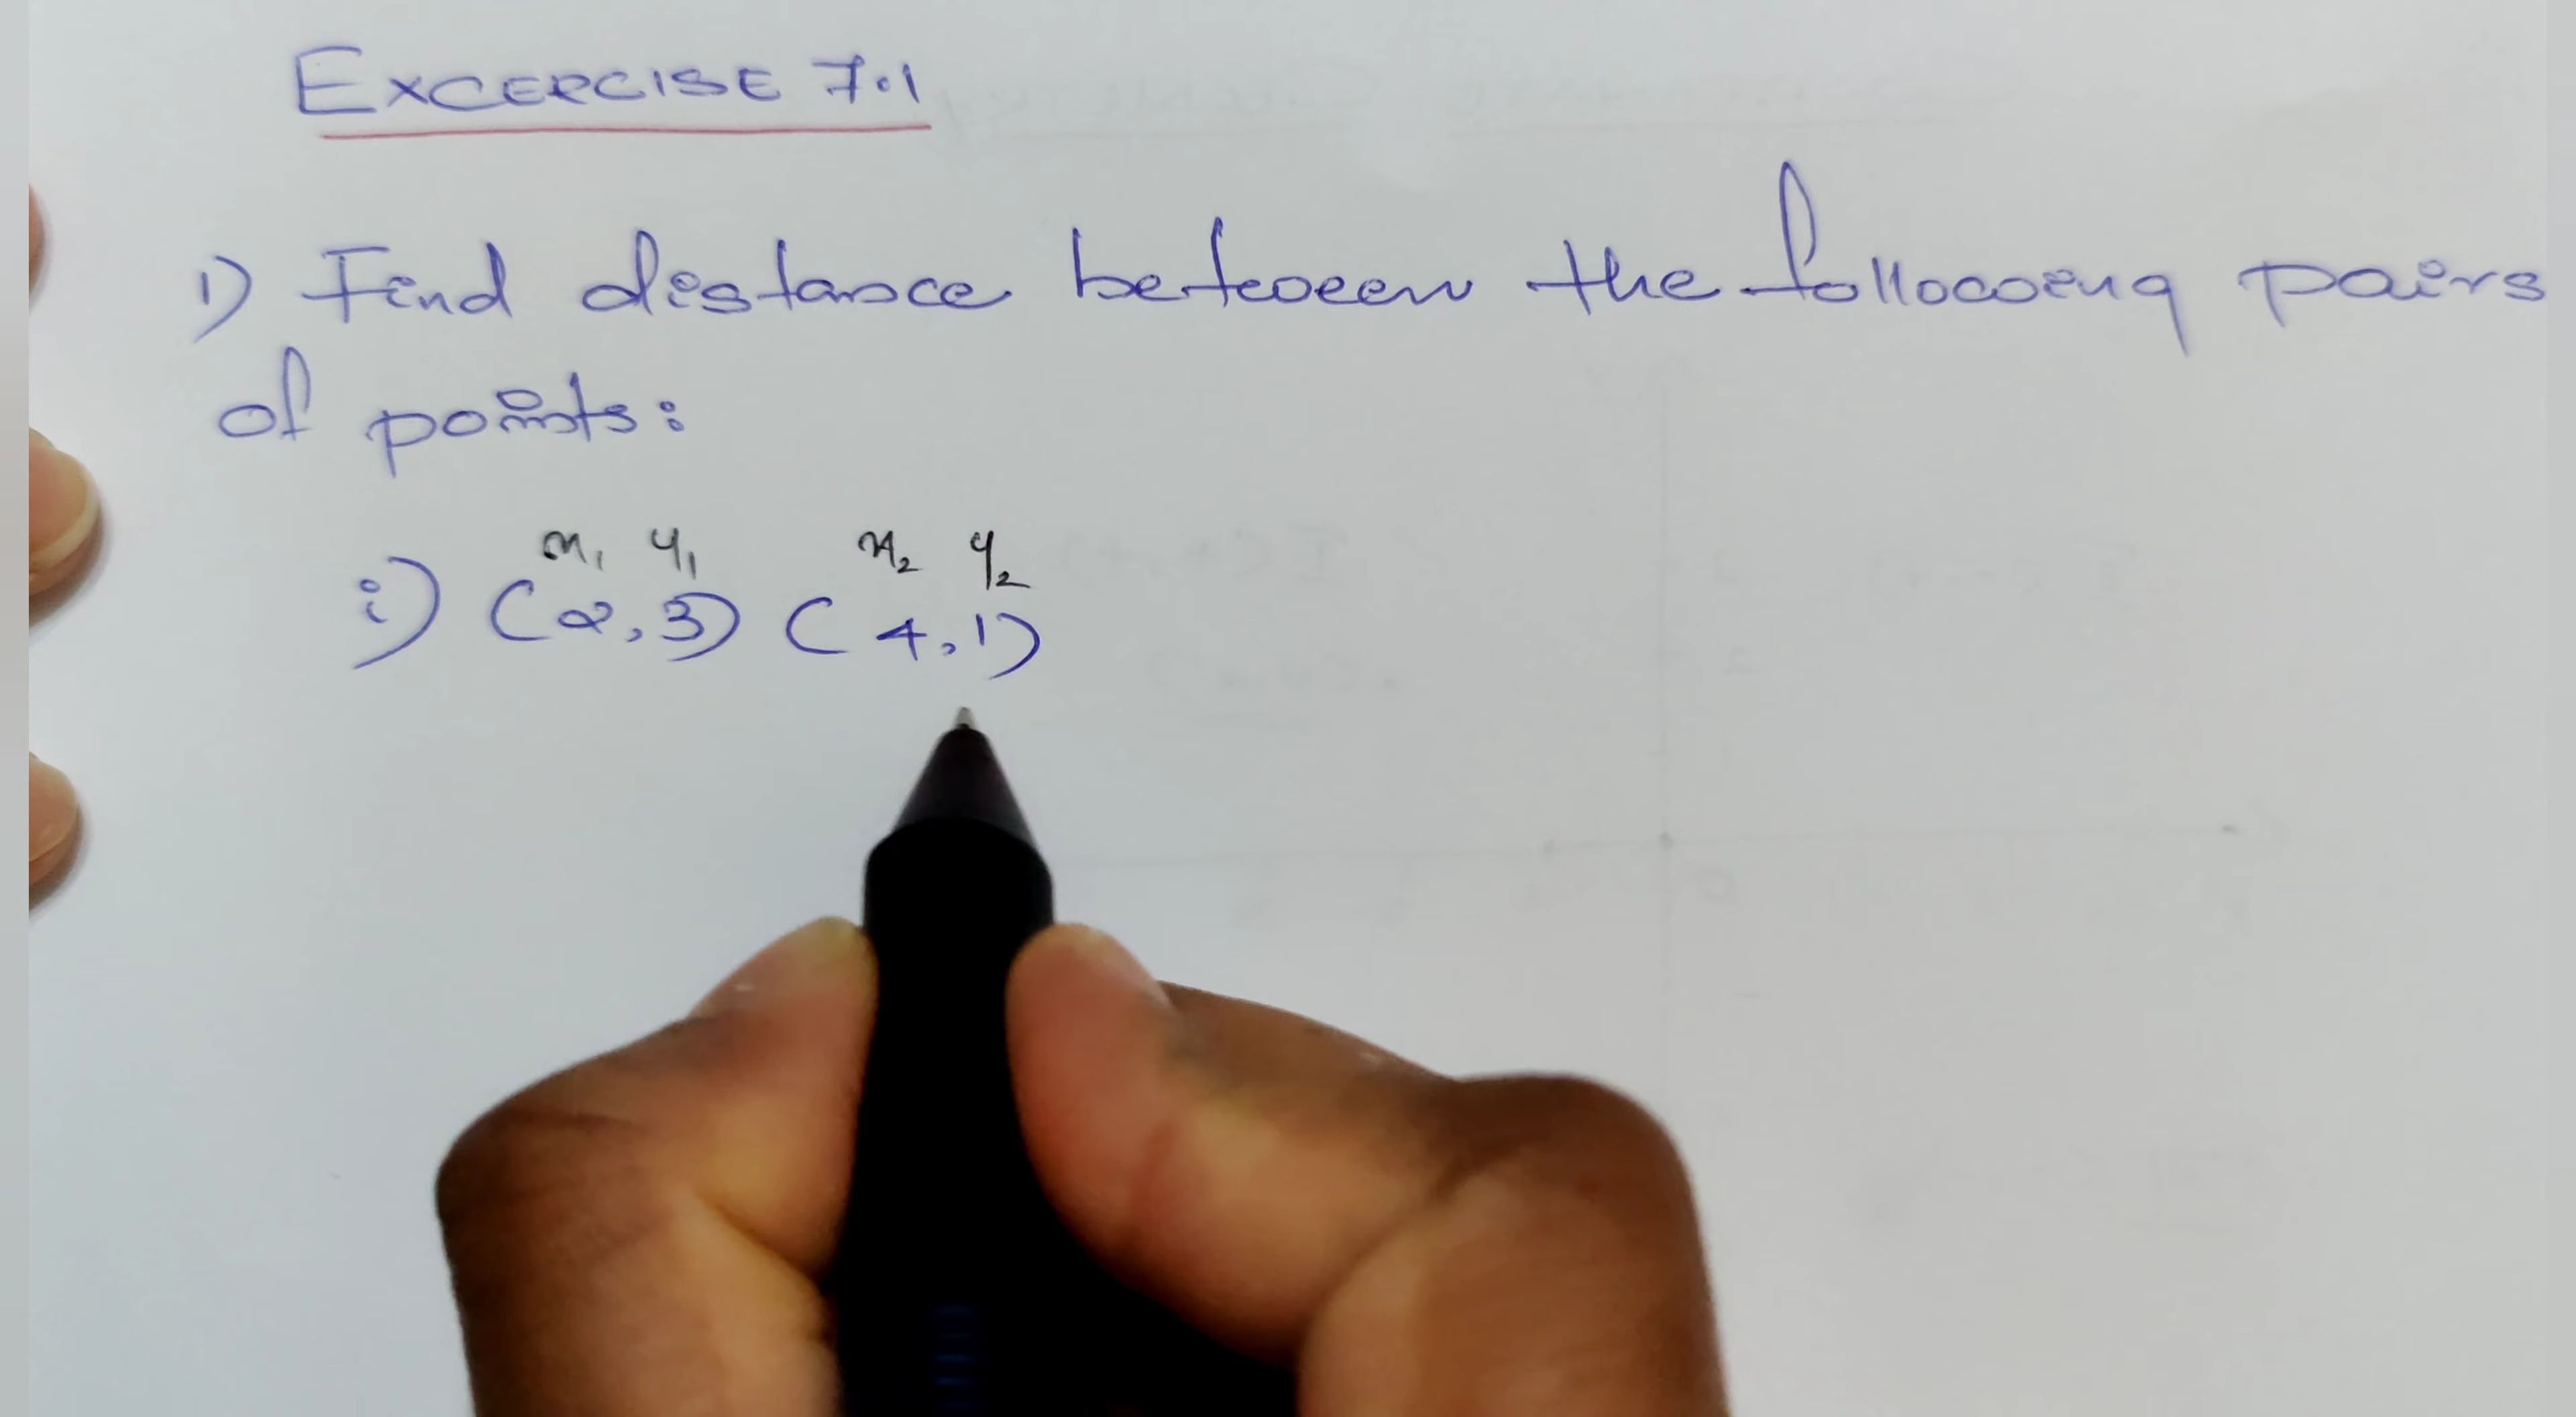 EXCERCISE 7.1
1) Find distance between the following pairs
of points:
x₁ y₁ x₂ y₂
i) (2,3) (4,1)